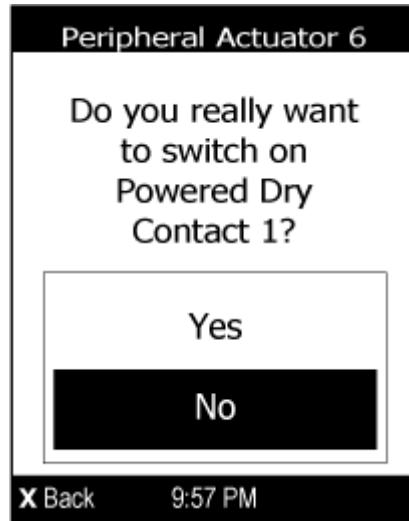 Peripheral Actuator 6
Do you really want
to switch on
Powered Dry
Contact 1?
Yes
No
X Back 9:57 PM